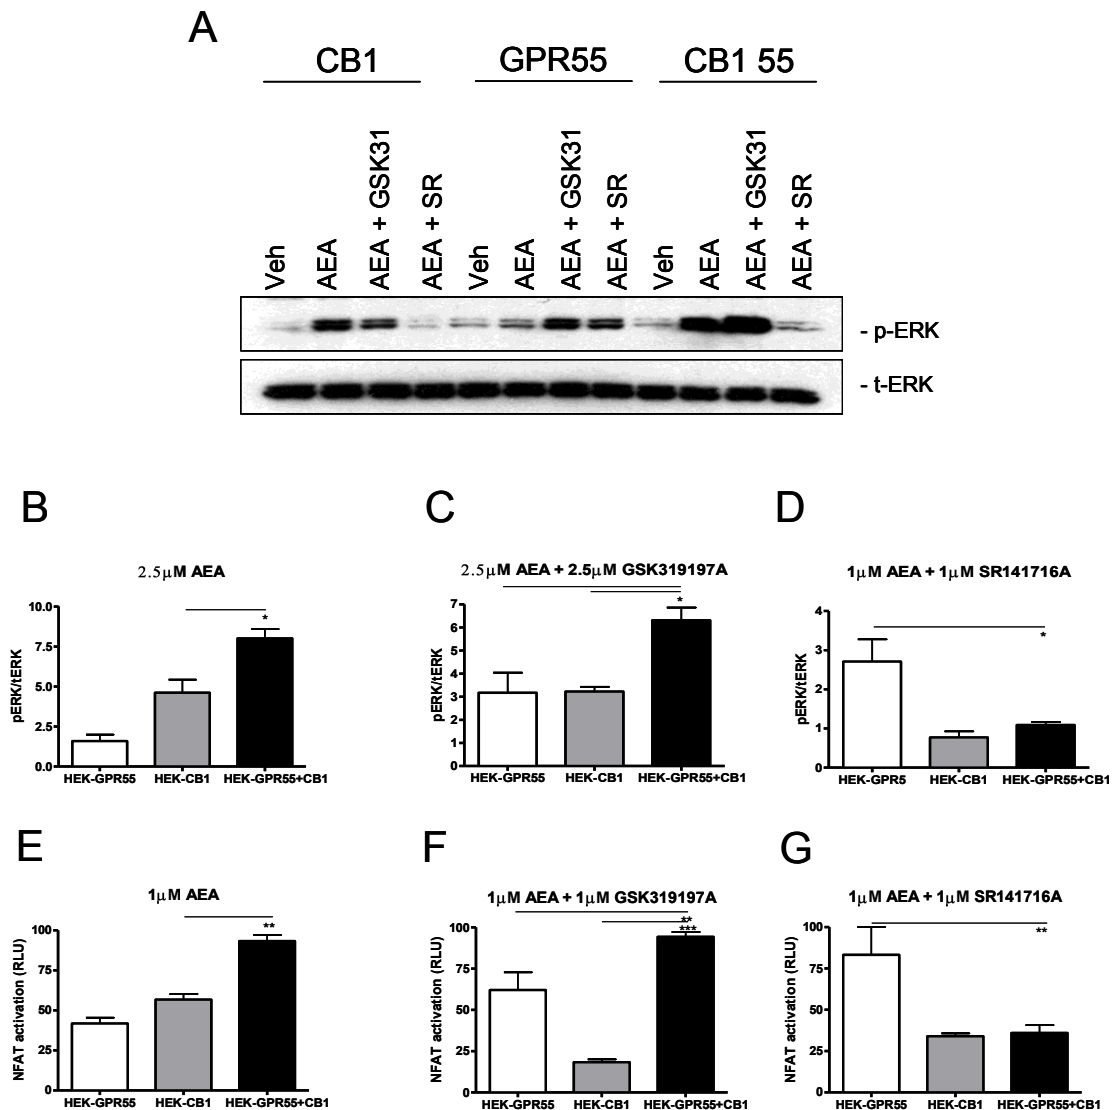 A
CB1 GPR55 CB1 55
Veh AEA AEA + GSK31 AEA + SR Veh AEA AEA + GSK31 AEA + SR Veh AEA AEA + GSK31 AEA + SR
- p-ERK
- t-ERK
B
2.5μM AEA
*
pERK/tERK
10.0
7.5
5.0
2.5
0.0
HEK-GPR55 HEK-CB1 HEK-GPR55+CB1
C
2.5μM AEA + 2.5μM GSK319197A
*
pERK/tERK
7
6
5
4
3
2
1
0
HEK-GPR55 HEK-CB1 HEK-GPR55+CB1
D
1μM AEA + 1μM SR141716A
*
pERK/tERK
4
3
2
1
0
HEK-GPR5 HEK-CB1 HEK-GPR55+CB1
E
1μM AEA
**
NFAT activation (RLU)
100
75
50
25
0
HEK-GPR55 HEK-CB1 HEK-GPR55+CB1
F
1μM AEA + 1μM GSK319197A
**
***
NFAT activation (RLU)
100
75
50
25
0
HEK-GPR55 HEK-CB1 HEK-GPR55+CB1
G
1μM AEA + 1μM SR141716A
**
NFAT activation (RLU)
100
75
50
25
0
HEK-GPR55 HEK-CB1 HEK-GPR55+CB1